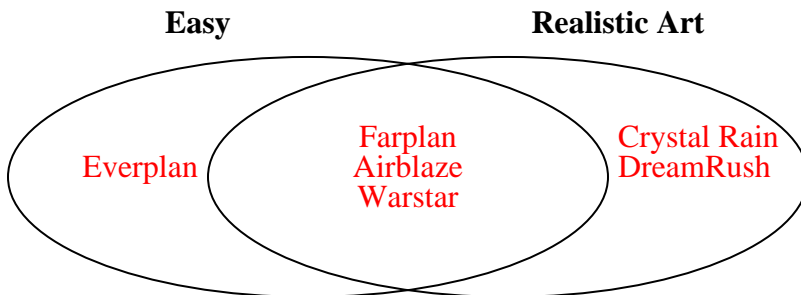 Easy
Realistic Art
Everplan
Farplan
Airblaze
Warstar
Crystal Rain
DreamRush